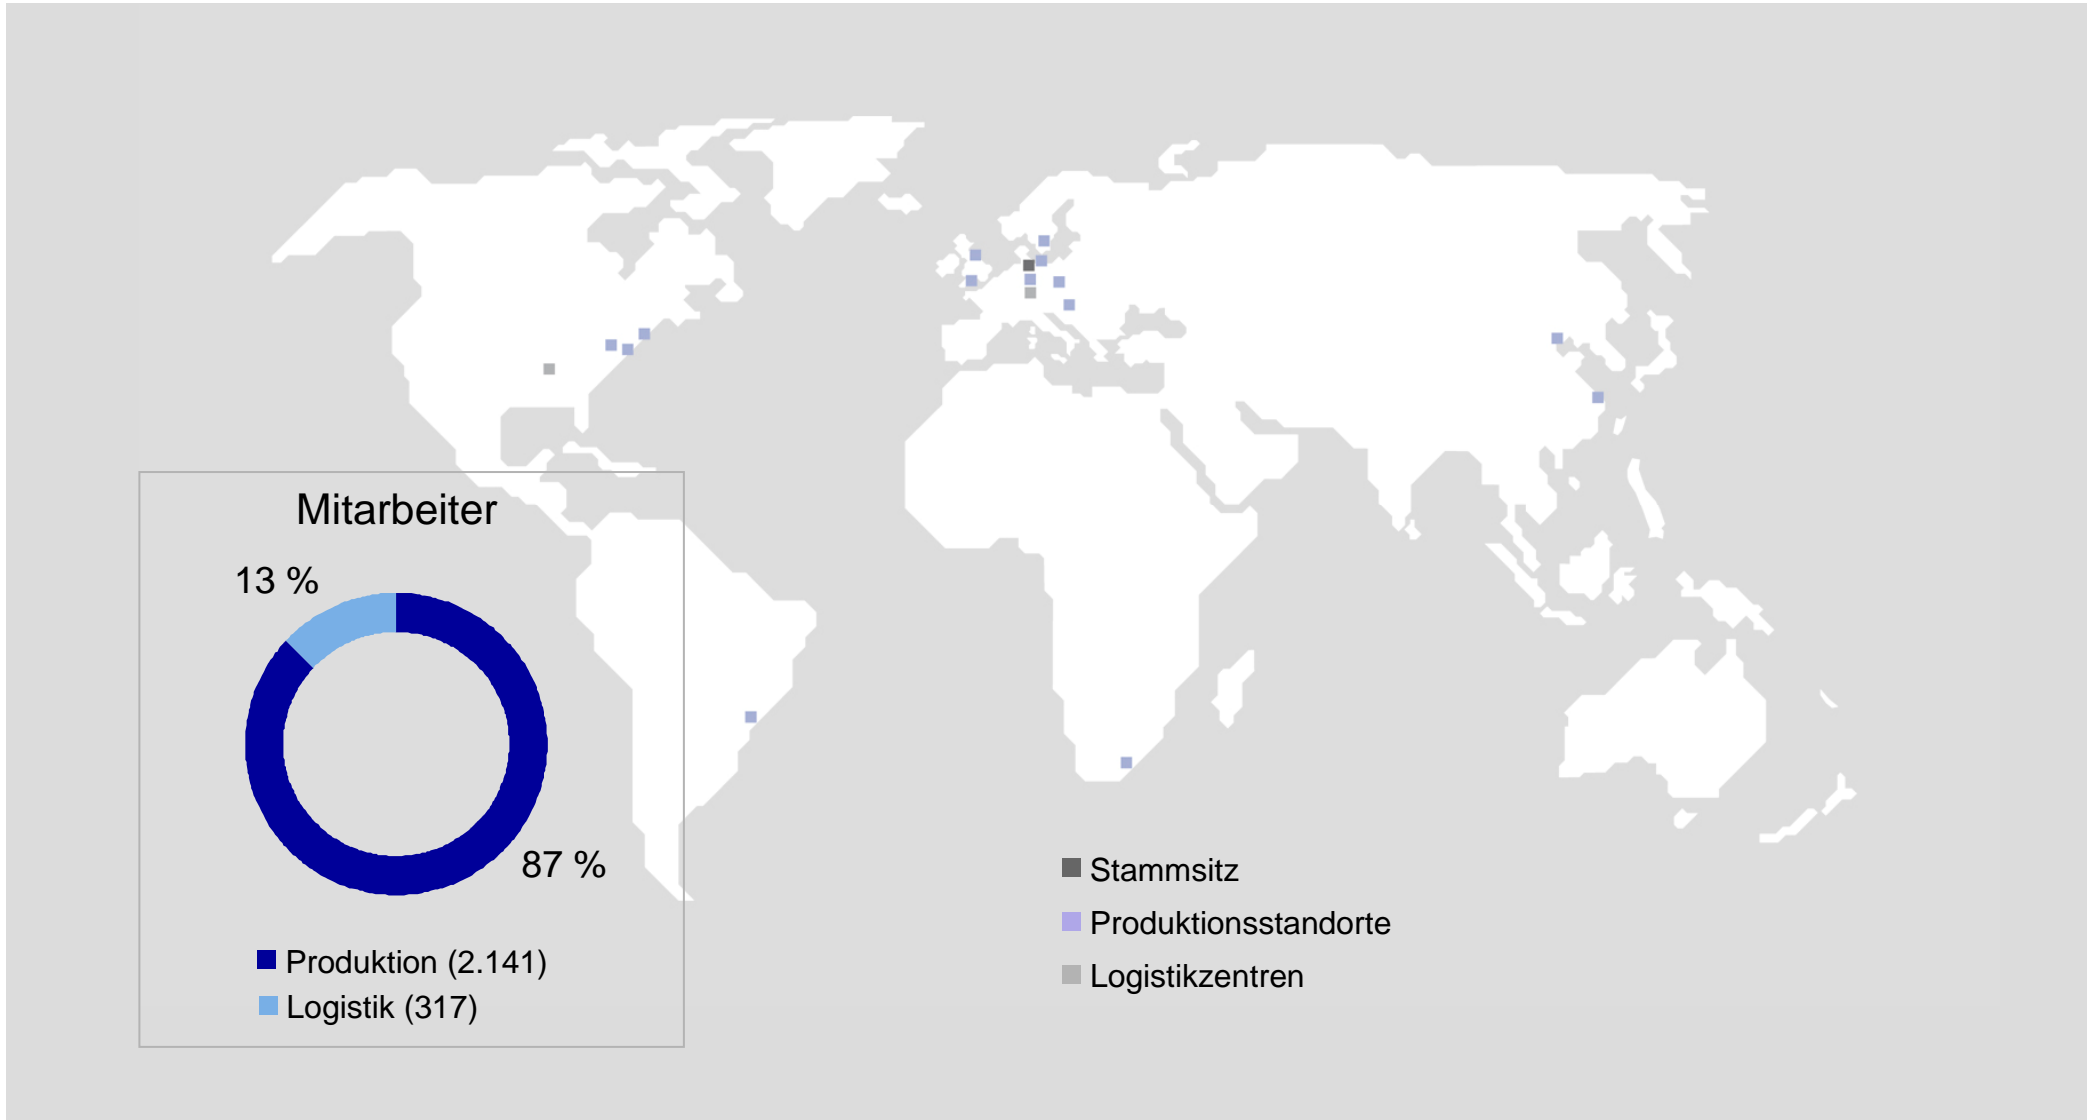 Mitarbeiter
13 %
87 %
Produktion (2.141)
Logistik (317)
Stammsitz
Produktionsstandorte
Logistikzentren